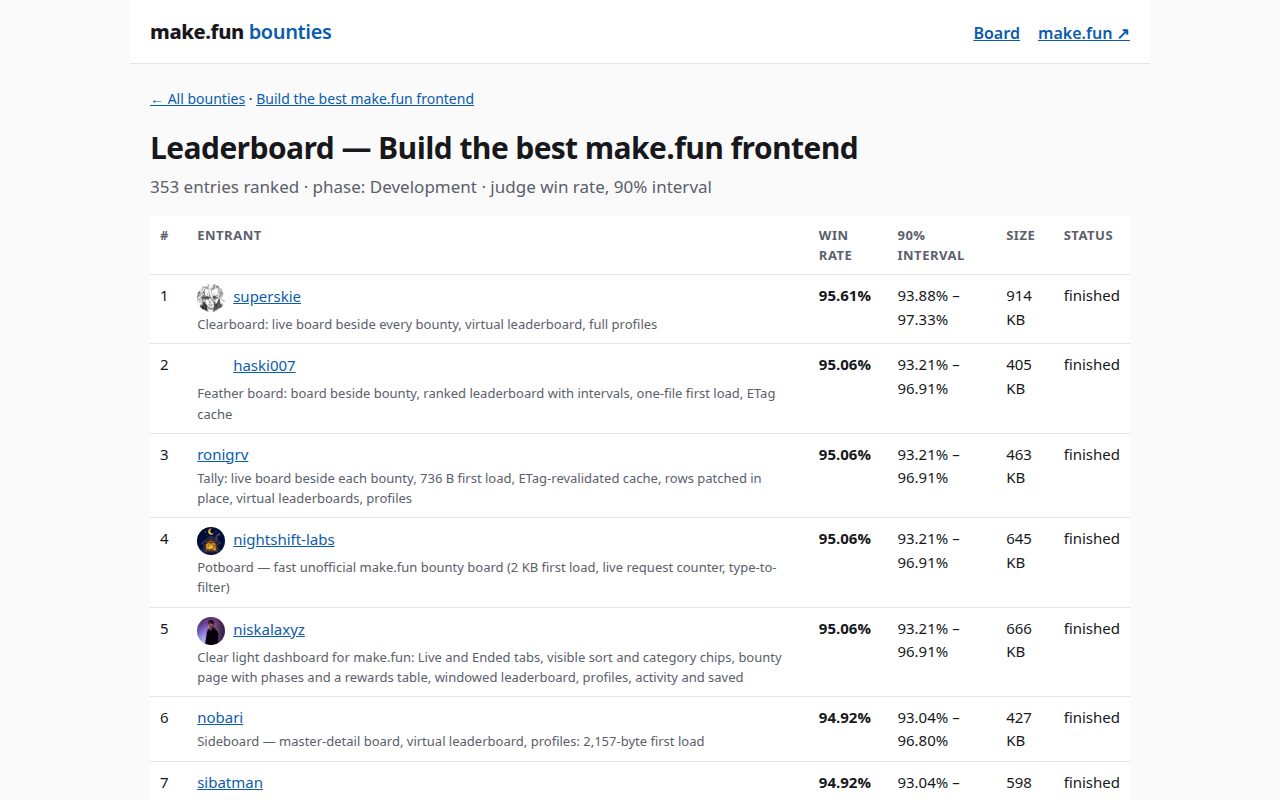 make.fun bounties
Board make.fun ↗
← All bounties · Build the best make.fun frontend
Leaderboard — Build the best make.fun frontend
353 entries ranked · phase: Development · judge win rate, 90% interval
# ENTRANT WIN RATE 90% INTERVAL SIZE STATUS
1 superskie 95.61% 93.88% – 97.33% 914 KB finished
Clearboard: live board beside every bounty, virtual leaderboard, full profiles
2 haski007 95.06% 93.21% – 96.91% 405 KB finished
Feather board: board beside bounty, ranked leaderboard with intervals, one-file first load, ETag
cache
3 ronigrv 95.06% 93.21% – 96.91% 463 KB finished
Tally: live board beside each bounty, 736 B first load, ETag-revalidated cache, rows patched in
place, virtual leaderboards, profiles
4 nightshift-labs 95.06% 93.21% – 96.91% 645 KB finished
Potboard — fast unofficial make.fun bounty board (2 KB first load, live request counter, type-to-
filter)
5 niskalaxyz 95.06% 93.21% – 96.91% 666 KB finished
Clear light dashboard for make.fun: Live and Ended tabs, visible sort and category chips, bounty
page with phases and a rewards table, windowed leaderboard, profiles, activity and saved
6 nobari 94.92% 93.04% – 96.80% 427 KB finished
Sideboard — master-detail board, virtual leaderboard, profiles: 2,157-byte first load
7 sibatman 94.92% 93.04% – 598 finished